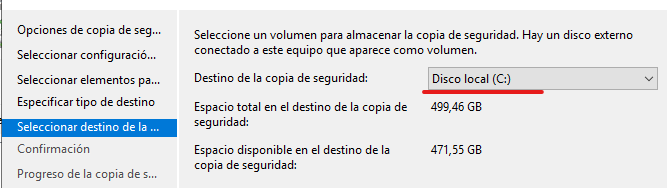 Opciones de copia de seg...
Seleccionar configuració...
Seleccionar elementos pa...
Especificar tipo de destino
Seleccionar destino de la ...
Confirmación
Progreso de la copia de s...
Seleccione un volumen para almacenar la copia de seguridad. Hay un disco externo
conectado a este equipo que aparece como volumen.
Destino de la copia de seguridad:
Disco local (C:)
Espacio total en el destino de la copia de
seguridad:
499,46 GB
Espacio disponible en el destino de la
copia de seguridad:
471,55 GB